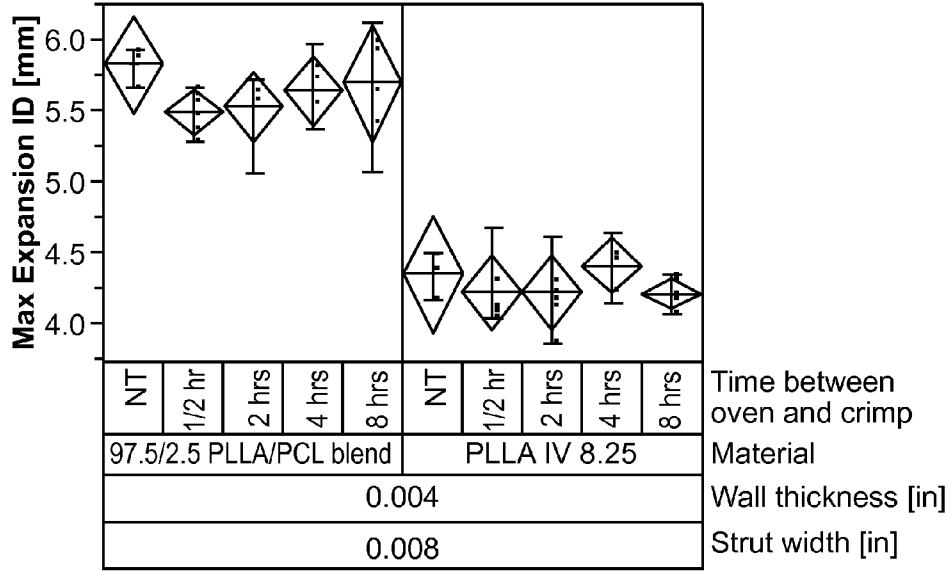 Max Expansion ID [mm]
6.0
5.5
5.0
4.5
4.0
NT 1/2 hr 2 hrs 4 hrs 8 hrs NT 1/2 hr 2 hrs 4 hrs 8 hrs Time between
oven and crimp
97.5/2.5 PLLA/PCL blend PLLA IV 8.25 Material
0.004 Wall thickness [in]
0.008 Strut width [in]